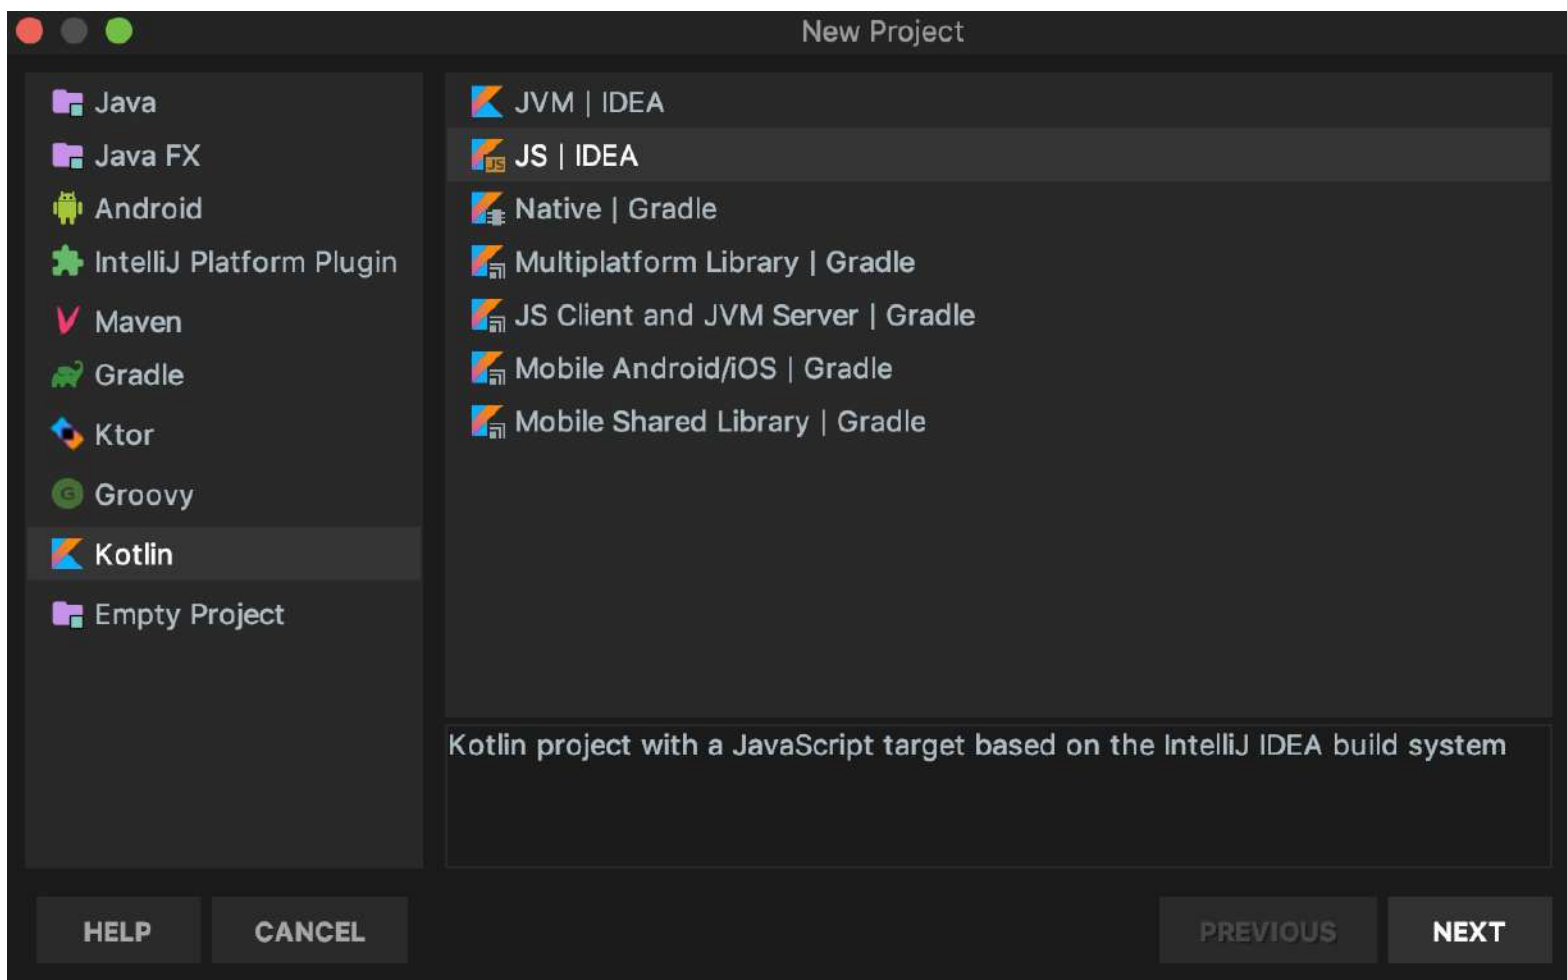 New Project
Java
Java FX
Android
IntelliJ Platform Plugin
Maven
Gradle
Ktor
Groovy
Kotlin
Empty Project
JVM | IDEA
JS | IDEA
Native | Gradle
Multiplatform Library | Gradle
JS Client and JVM Server | Gradle
Mobile Android/iOS | Gradle
Mobile Shared Library | Gradle
Kotlin project with a JavaScript target based on the IntelliJ IDEA build system
HELP
CANCEL
PREVIOUS
NEXT